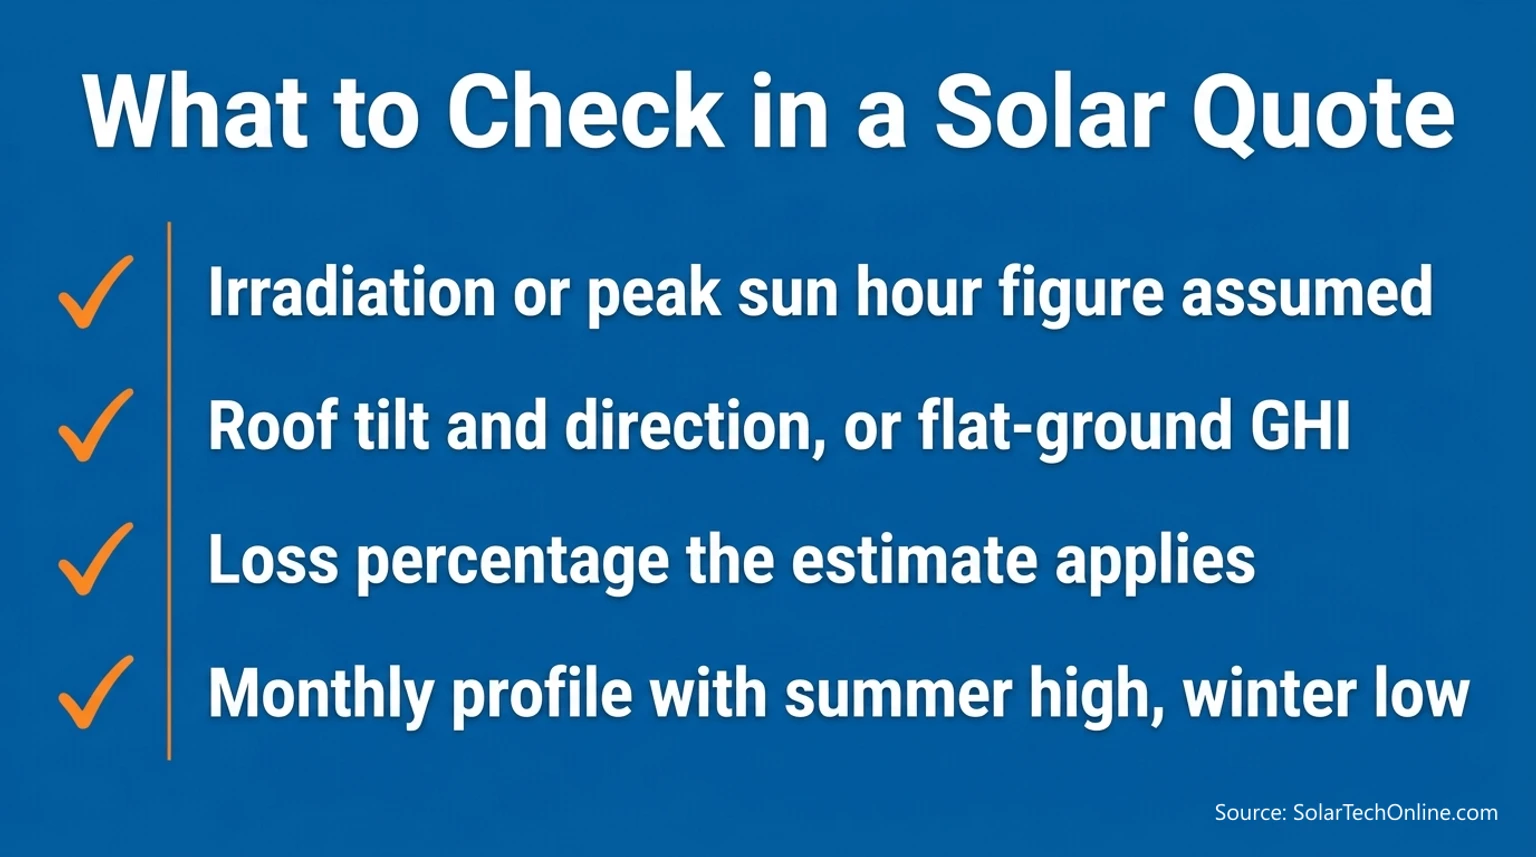 What to Check in a Solar Quote
Irradiation or peak sun hour figure assumed
Roof tilt and direction, or flat-ground GHI
Loss percentage the estimate applies
Monthly profile with summer high, winter low
Source: SolarTechOnline.com